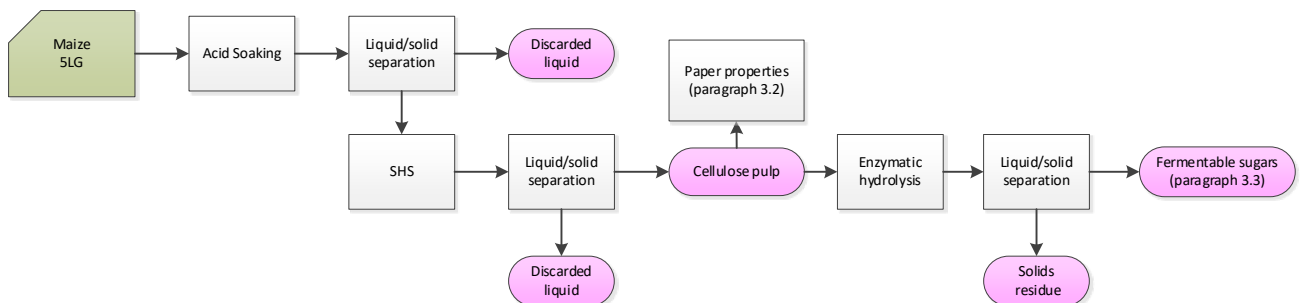 Maize
5LG
Acid Soaking
Liquid/solid
separation
Discarded
liquid
Paper properties
(paragraph 3.2)
SHS
Liquid/solid
separation
Cellulose pulp
Enzymatic
hydrolysis
Liquid/solid
separation
Fermentable sugars
(paragraph 3.3)
Discarded
liquid
Solids
residue